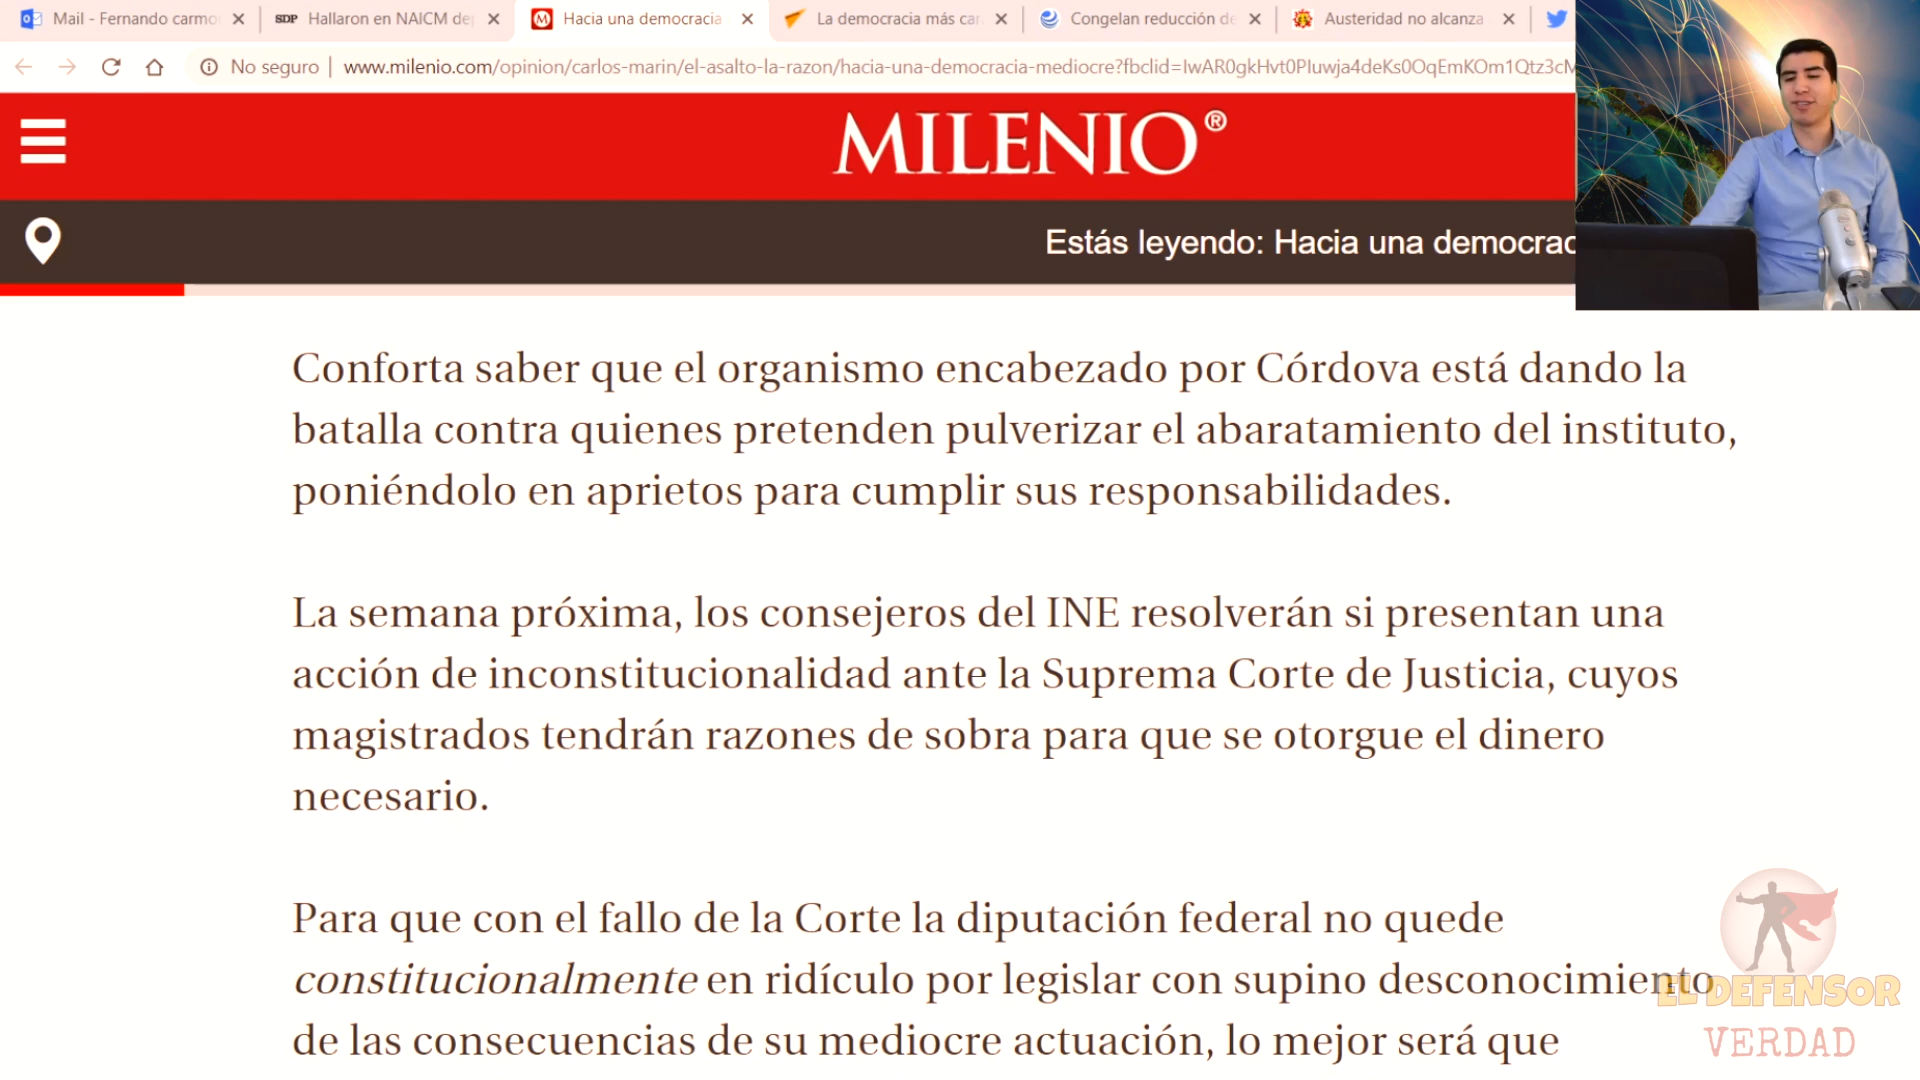 Mail - Fernando carmo
SDP Hallaron en NAICM de
Hacia una democracia
La democracia más car
Congelan reducción de
Austeridad no alcanza
No seguro | www.milenio.com/opinion/carlos-marin/el-asalto-la-razon/hacia-una-democracia-mediocre?fbclid=IwAR0gkHvt0PIuwja4deKs0OqEmKOm1Qtz3cM
MILENIO®
Estás leyendo: Hacia una democrac
Conforta saber que el organismo encabezado por Córdova está dando la
batalla contra quienes pretenden pulverizar el abaratamiento del instituto,
poniéndolo en aprietos para cumplir sus responsabilidades.
La semana próxima, los consejeros del INE resolverán si presentan una
acción de inconstitucionalidad ante la Suprema Corte de Justicia, cuyos
magistrados tendrán razones de sobra para que se otorgue el dinero
necesario.
Para que con el fallo de la Corte la diputación federal no quede
constitucionalmente en ridículo por legislar con supino desconocimiento
de las consecuencias de su mediocre actuación, lo mejor será que
EL DEFENSOR
VERDAD